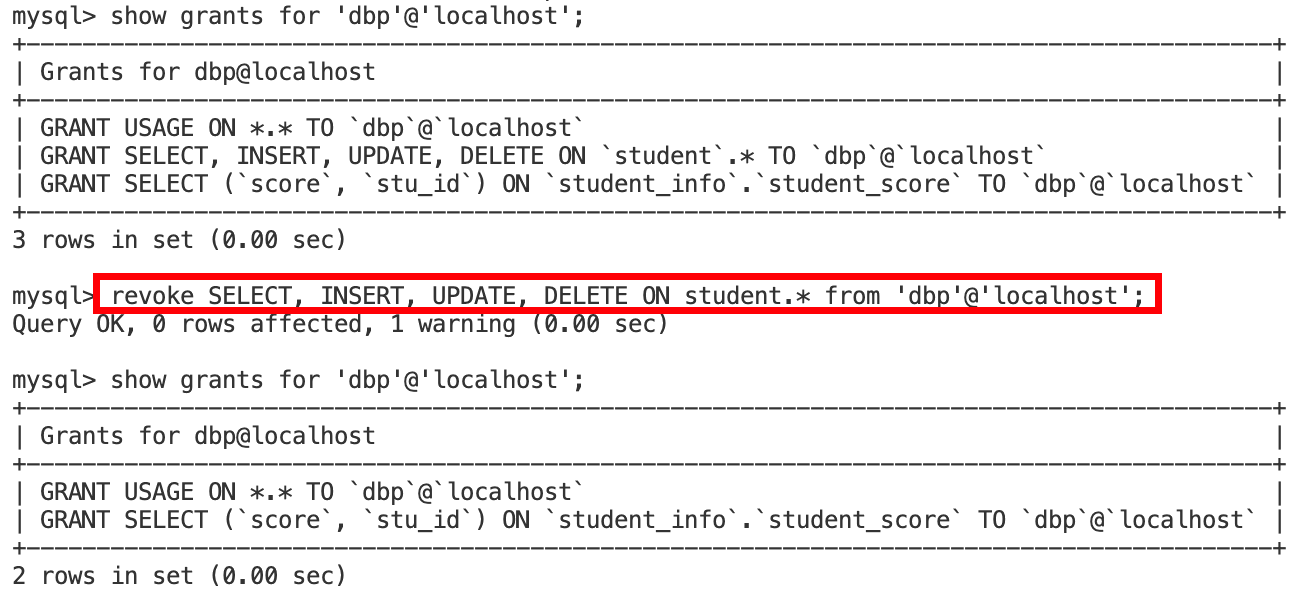 mysql> show grants for 'dbp'@'localhost';
+-----------------------------------------------------------------------------------------+
| Grants for dbp@localhost                                                                |
+-----------------------------------------------------------------------------------------+
| GRANT USAGE ON *.* TO `dbp`@`localhost`                                                 |
| GRANT SELECT, INSERT, UPDATE, DELETE ON `student`.* TO `dbp`@`localhost`                |
| GRANT SELECT (`score`, `stu_id`) ON `student_info`.`student_score` TO `dbp`@`localhost` |
+-----------------------------------------------------------------------------------------+
3 rows in set (0.00 sec)
mysql> revoke SELECT, INSERT, UPDATE, DELETE ON student.* from 'dbp'@'localhost';
Query OK, 0 rows affected, 1 warning (0.00 sec)
mysql> show grants for 'dbp'@'localhost';
+-----------------------------------------------------------------------------------------+
| Grants for dbp@localhost                                                                |
+-----------------------------------------------------------------------------------------+
| GRANT USAGE ON *.* TO `dbp`@`localhost`                                                 |
| GRANT SELECT (`score`, `stu_id`) ON `student_info`.`student_score` TO `dbp`@`localhost` |
+-----------------------------------------------------------------------------------------+
2 rows in set (0.00 sec)